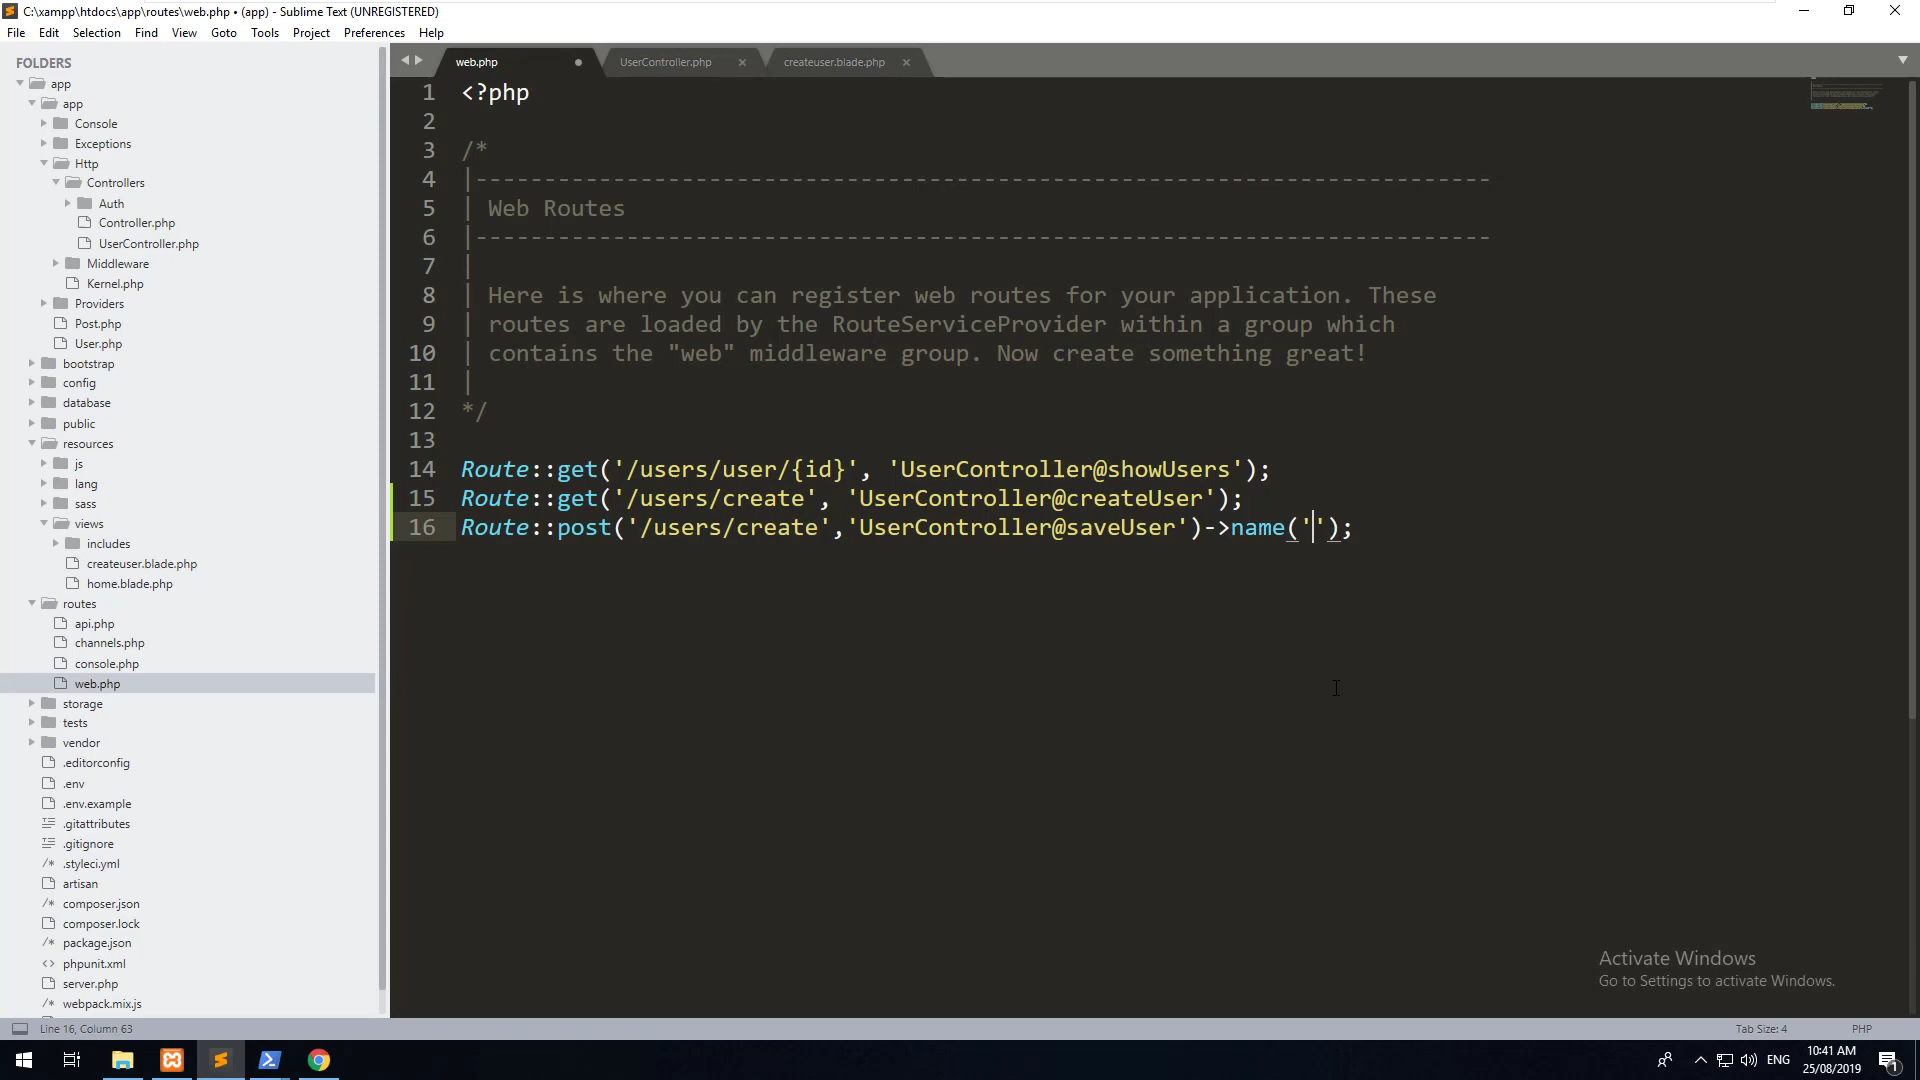 C:\xampp\htdocs\app\routes\web.php • (app) - Sublime Text (UNREGISTERED)
File Edit Selection Find View Goto Tools Project Preferences Help
FOLDERS
app
app
Console
Exceptions
Http
Controllers
Auth
Controller.php
UserController.php
Middleware
Kernel.php
Providers
Post.php
User.php
bootstrap
config
database
public
resources
js
lang
sass
views
includes
createuser.blade.php
home.blade.php
routes
api.php
channels.php
console.php
web.php
storage
tests
vendor
.editorconfig
.env
.env.example
.gitattributes
.gitignore
/* .styleci.yml
artisan
/* composer.json
composer.lock
/* package.json
<> phpunit.xml
server.php
/* webpack.mix.js
web.php UserController.php createuser.blade.php
1 <?php
2
3 /*
4 |--------------------------------------------------------------------------
5 | Web Routes
6 |--------------------------------------------------------------------------
7 |
8 | Here is where you can register web routes for your application. These
9 | routes are loaded by the RouteServiceProvider within a group which
10 | contains the "web" middleware group. Now create something great!
11 |
12 */
13
14 Route::get('/users/user/{id}', 'UserController@showUsers');
15 Route::get('/users/create', 'UserController@createUser');
16 Route::post('/users/create','UserController@saveUser')->name('');
Activate Windows
Go to Settings to activate Windows.
Line 16, Column 63 Tab Size: 4 PHP
ENG
10:41 AM
25/08/2019
1